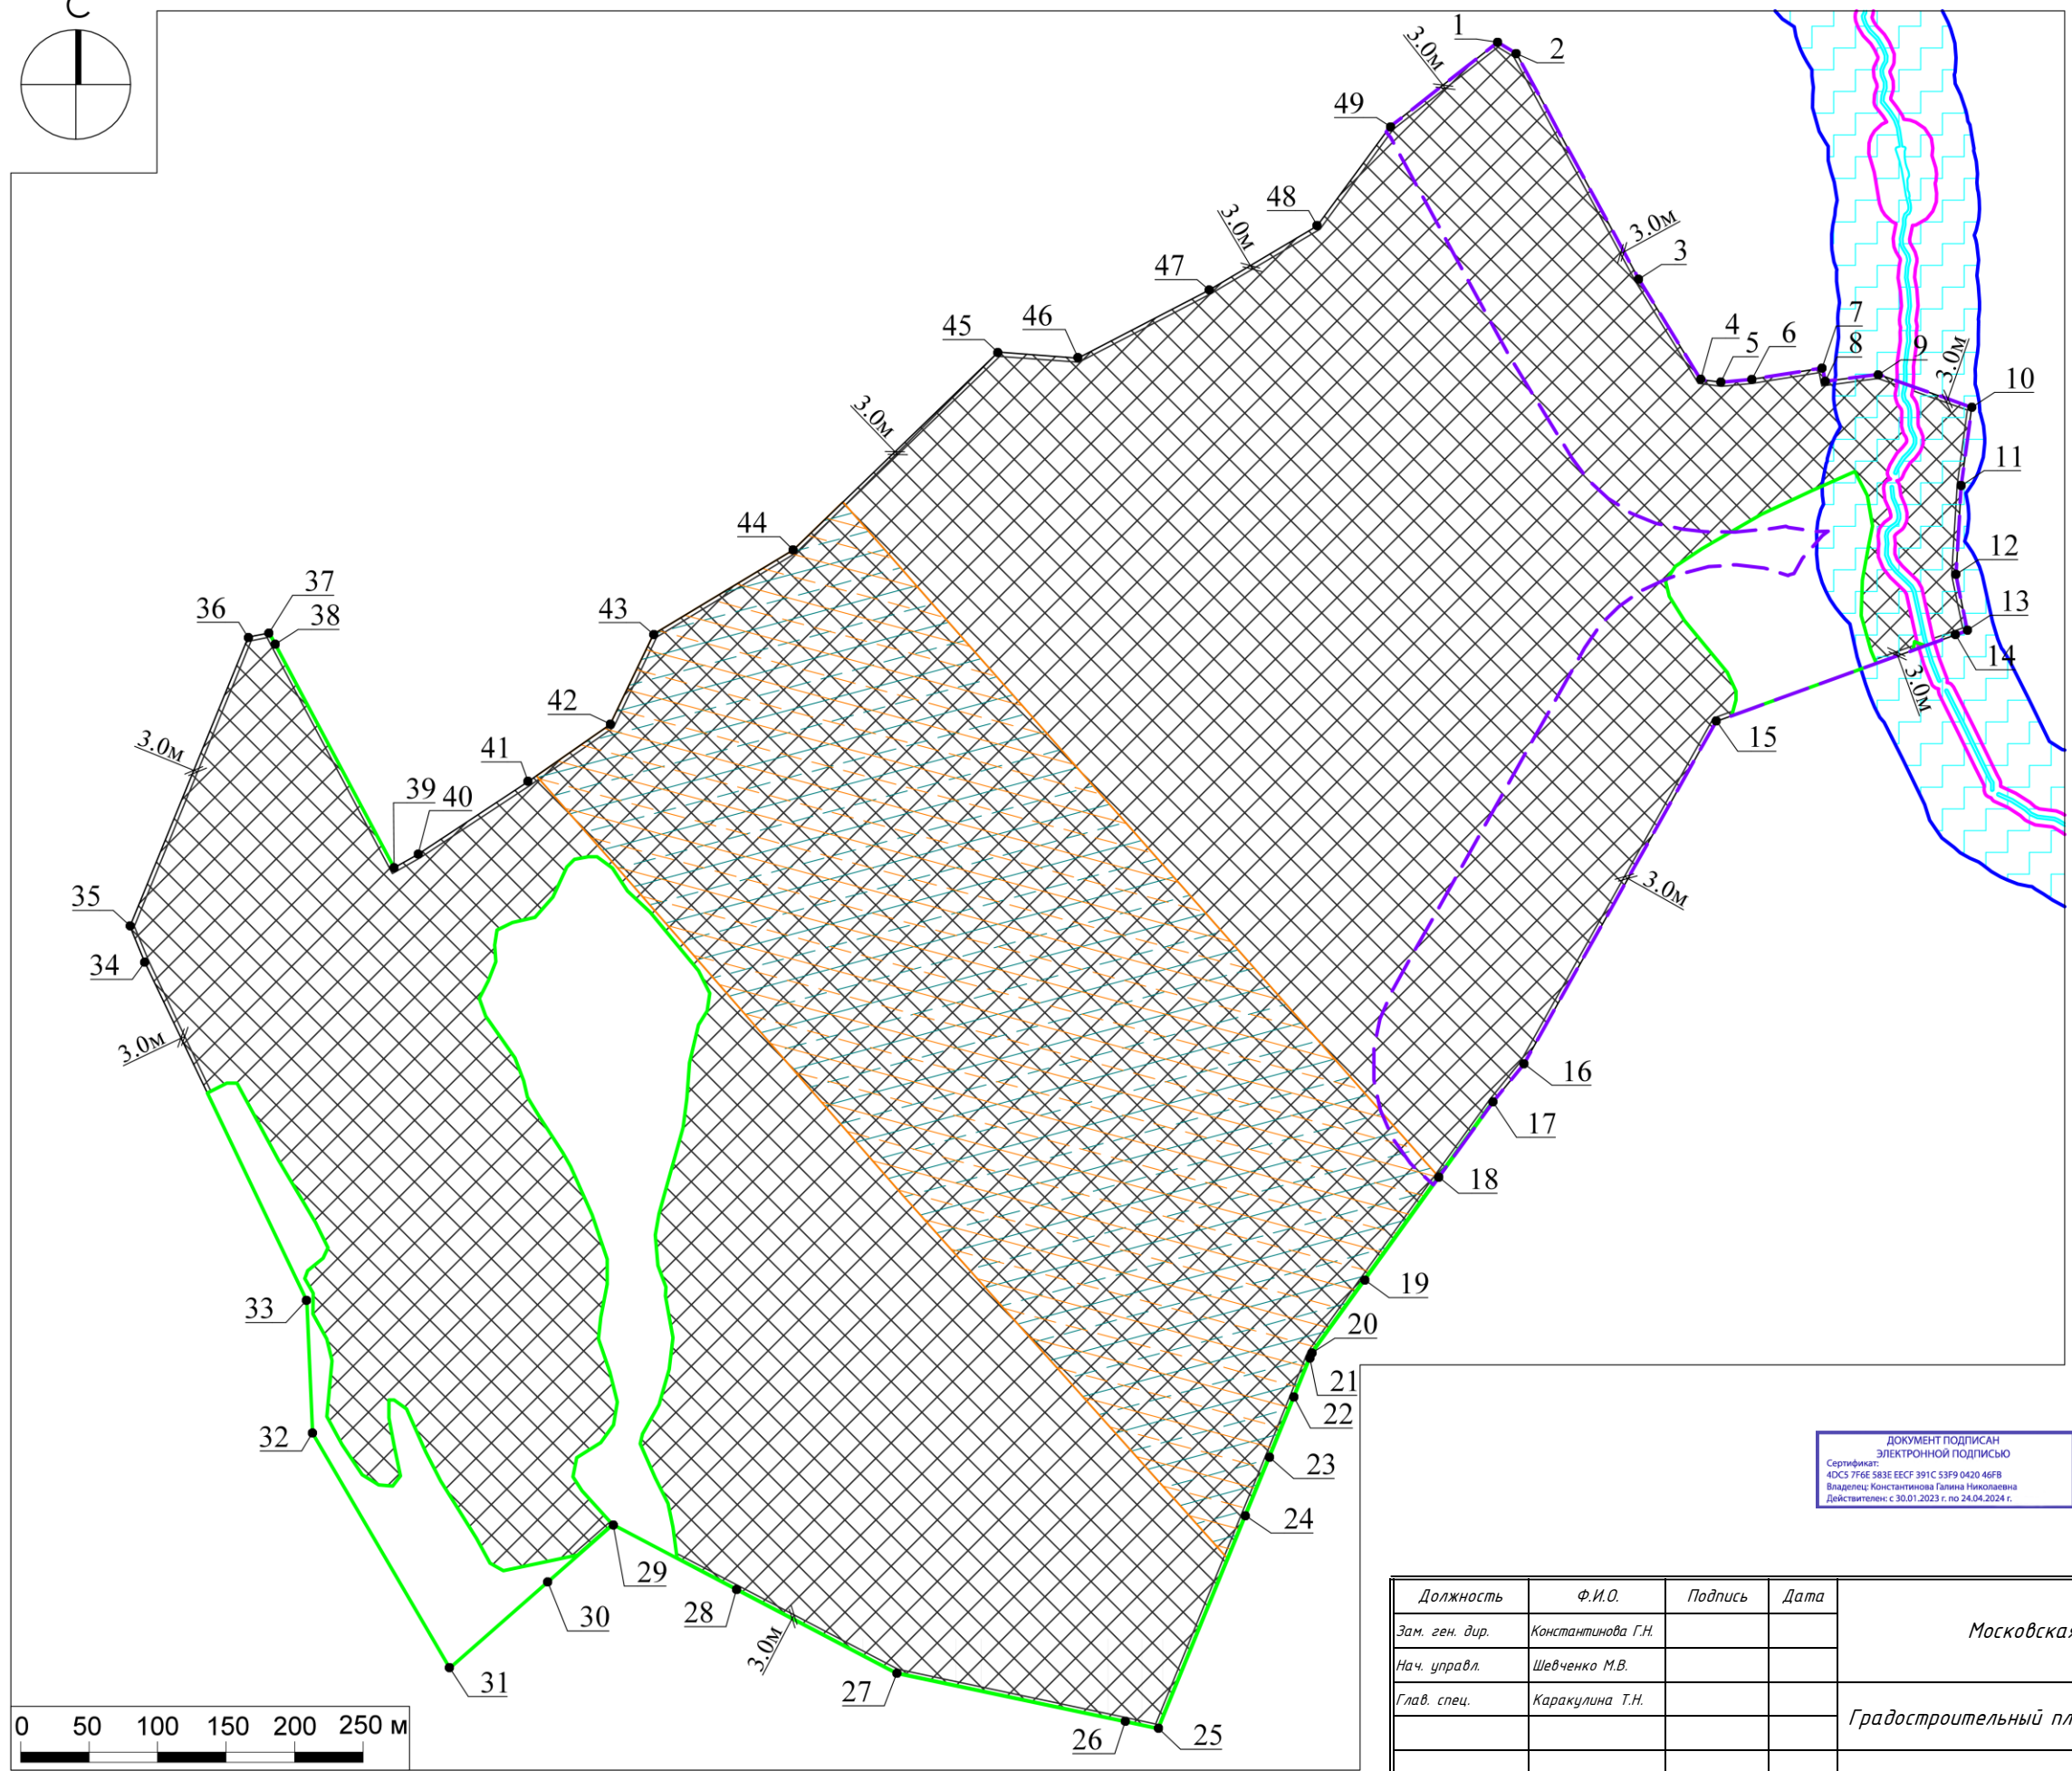 С
1
2
3.0м
49
48
3.0м
3.0м
3
47
45
46
4
5
6
7
8
9
3.0м
10
3.0м
11
44
12
36
37
38
43
13
14
3.0м
42
15
3.0м
41
39
40
3.0м
35
34
3.0м
16
17
18
19
33
20
21
32
22
23
24
29
28
30
3.0м
31
27
26
25
0 50 100 150 200 250 м
ДОКУМЕНТ ПОДПИСАН
ЭЛЕКТРОННОЙ ПОДПИСЬЮ
Сертификат:
4DC5 7F6E 583E EECF 391C 53F9 0420 46FB
Владелец: Константинова Галина Николаевна
Действителен: с 30.01.2023 г. по 24.04.2024 г.
Должность Ф.И.О. Подпись Дата
Зам. ген. дир. Константинова Г.Н.
Московская
Нач. управл. Шевченко М.В.
Глав. спец. Каракулина Т.Н.
Градостроительный пл